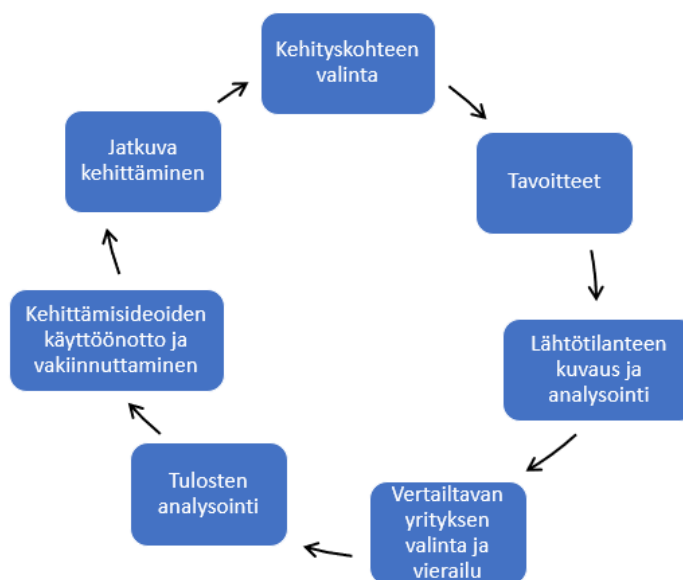 Kehityskohteen
valinta
Tavoitteet
Lähtötilanteen
kuvaus ja
analysointi
Vertailtavan
yrityksen
valinta ja
vierailu
Tulosten
analysointi
Kehittämisideoiden
käyttöönotto ja
vakiinnuttaminen
Jatkuva
kehittäminen